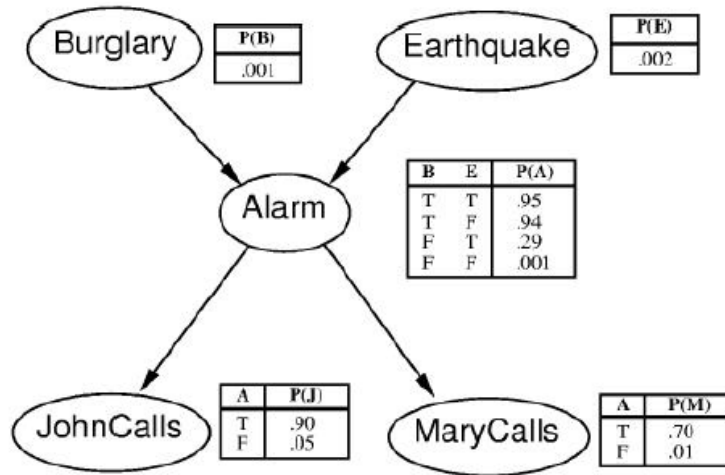 Burglary
P(B)
.001
Earthquake
P(E)
.002
Alarm
B E P(A)
T T .95
T F .94
F T .29
F F .001
JohnCalls
A P(J)
T .90
F .05
MaryCalls
A P(M)
T .70
F .01